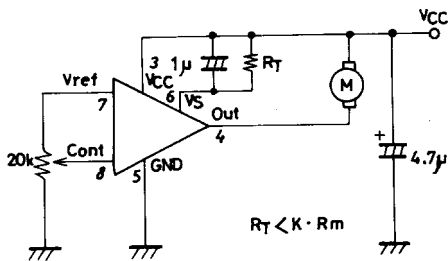 VCC
3 1μ
VCC
RT
6
VS
M
Vref
7
Out
4
20k
Cont
8
5
GND
+
4.7μ
RT < K · Rm